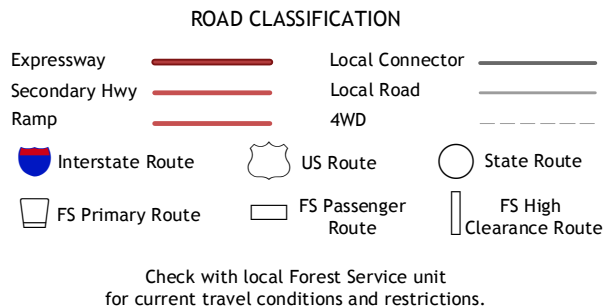 ROAD CLASSIFICATION
Expressway
Local Connector
Secondary Hwy
Local Road
Ramp
4WD
Interstate Route
US Route
State Route
FS Primary Route
FS Passenger
Route
FS High
Clearance Route
Check with local Forest Service unit
for current travel conditions and restrictions.